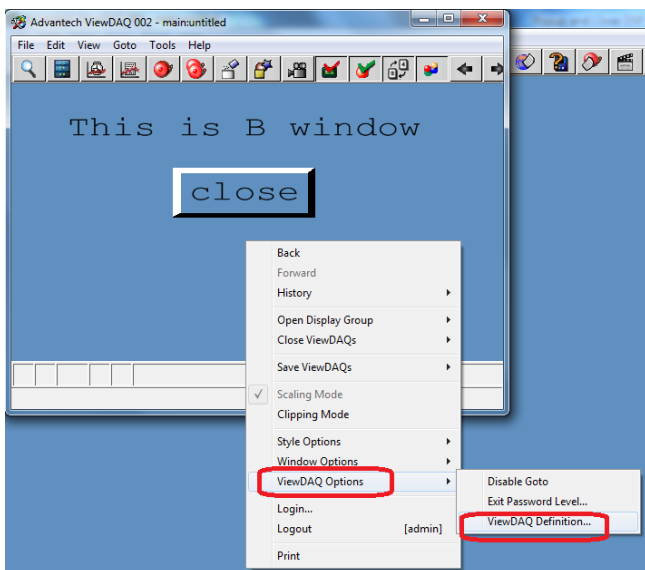 Advantech ViewDAQ 002 - main:untitled
File Edit View Goto Tools Help
This is B window
close
Back
Forward
History
Open Display Group
Close ViewDAQs
Save ViewDAQs
Scaling Mode
Clipping Mode
Style Options
Window Options
ViewDAQ Options
Disable Goto
Exit Password Level...
ViewDAQ Definition...
Login...
Logout [admin]
Print